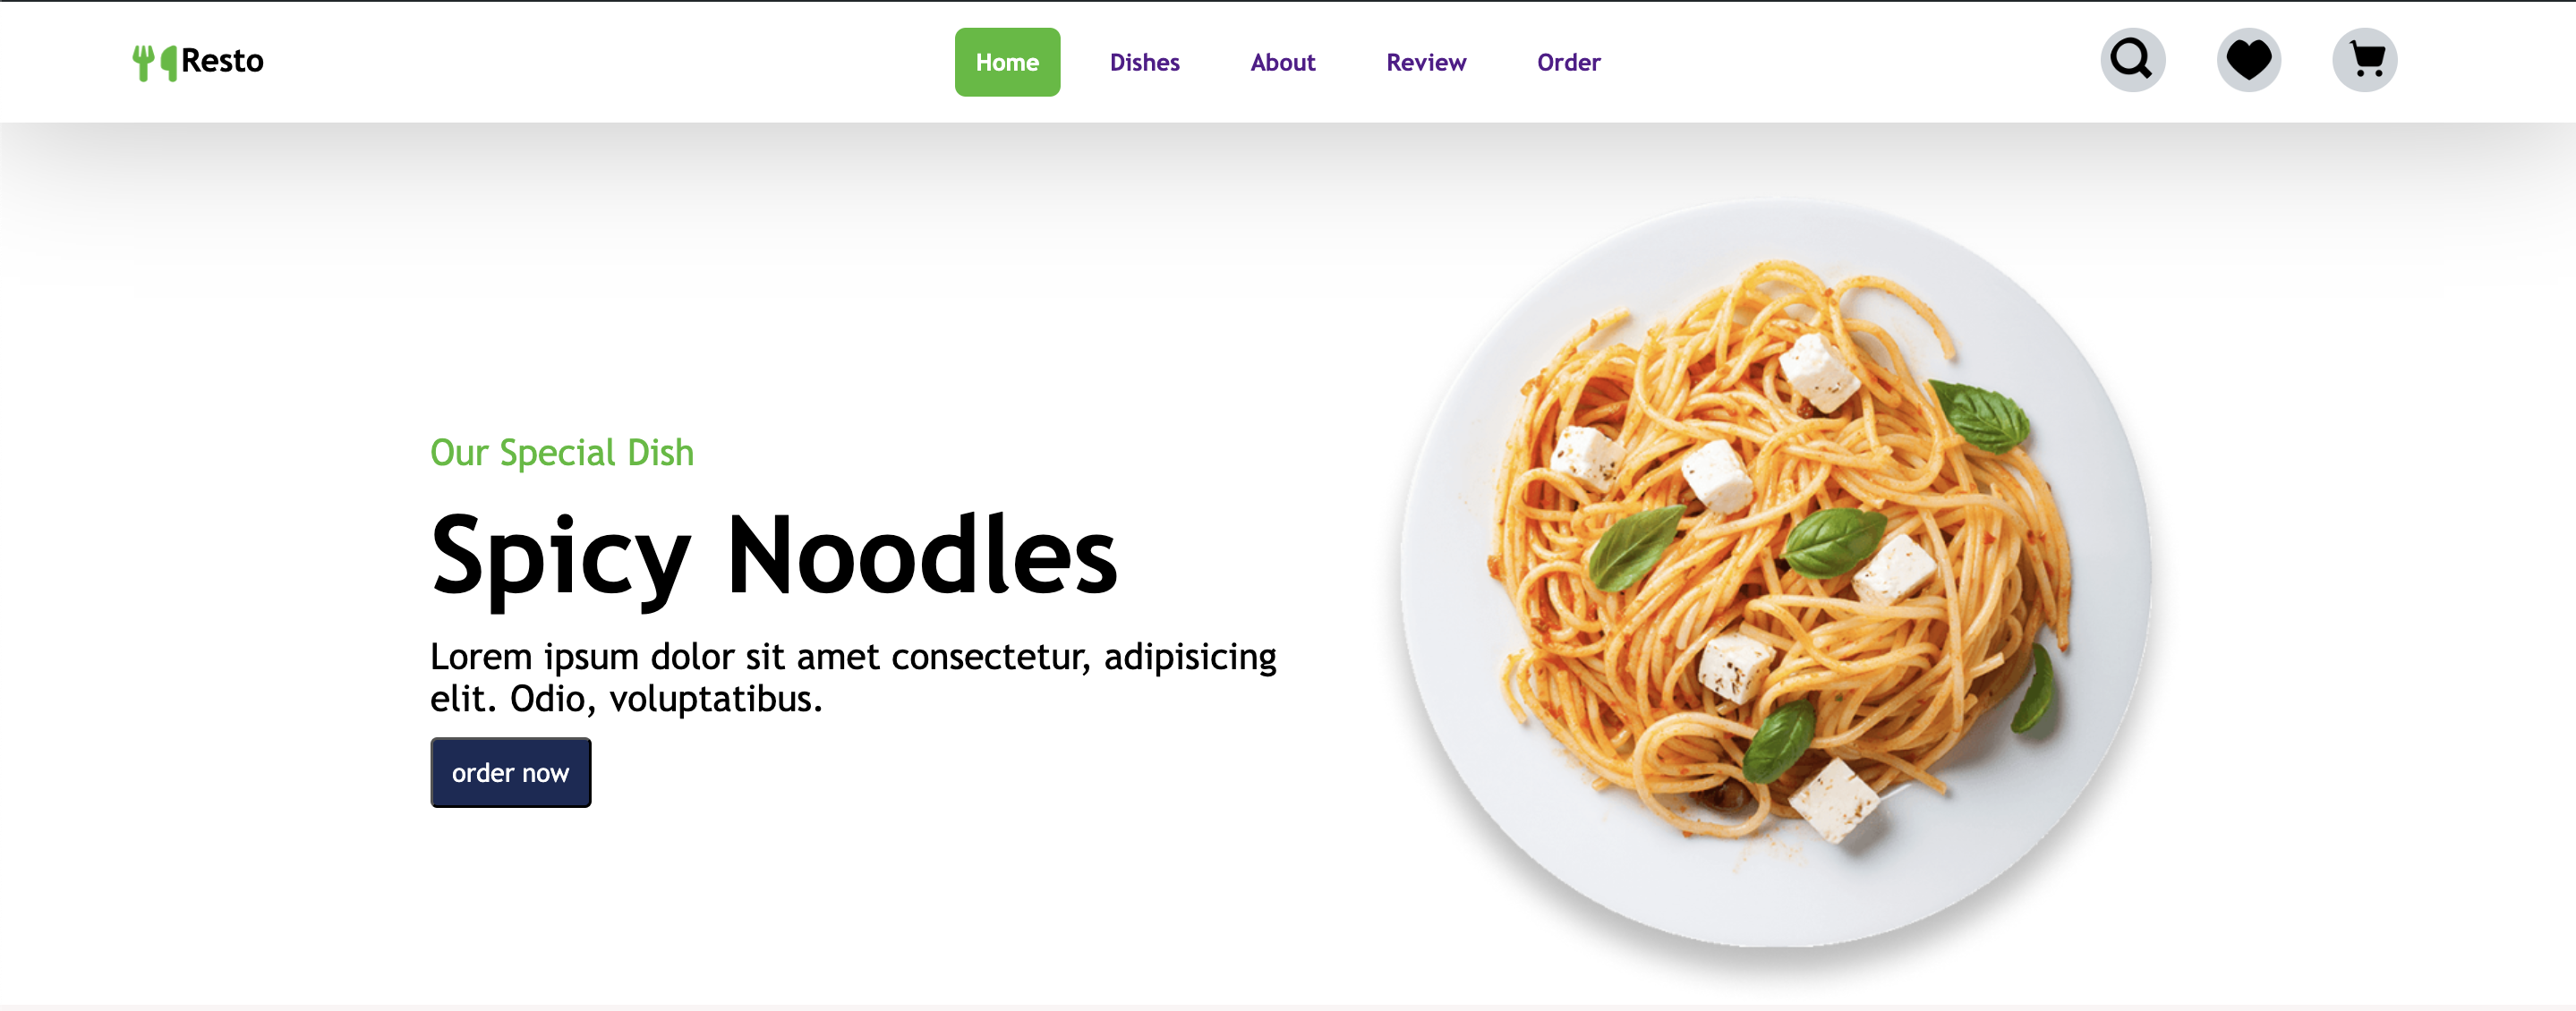 Resto
Home
Dishes
About
Review
Order
Our Special Dish
Spicy Noodles
Lorem ipsum dolor sit amet consectetur, adipisicing
elit. Odio, voluptatibus.
order now